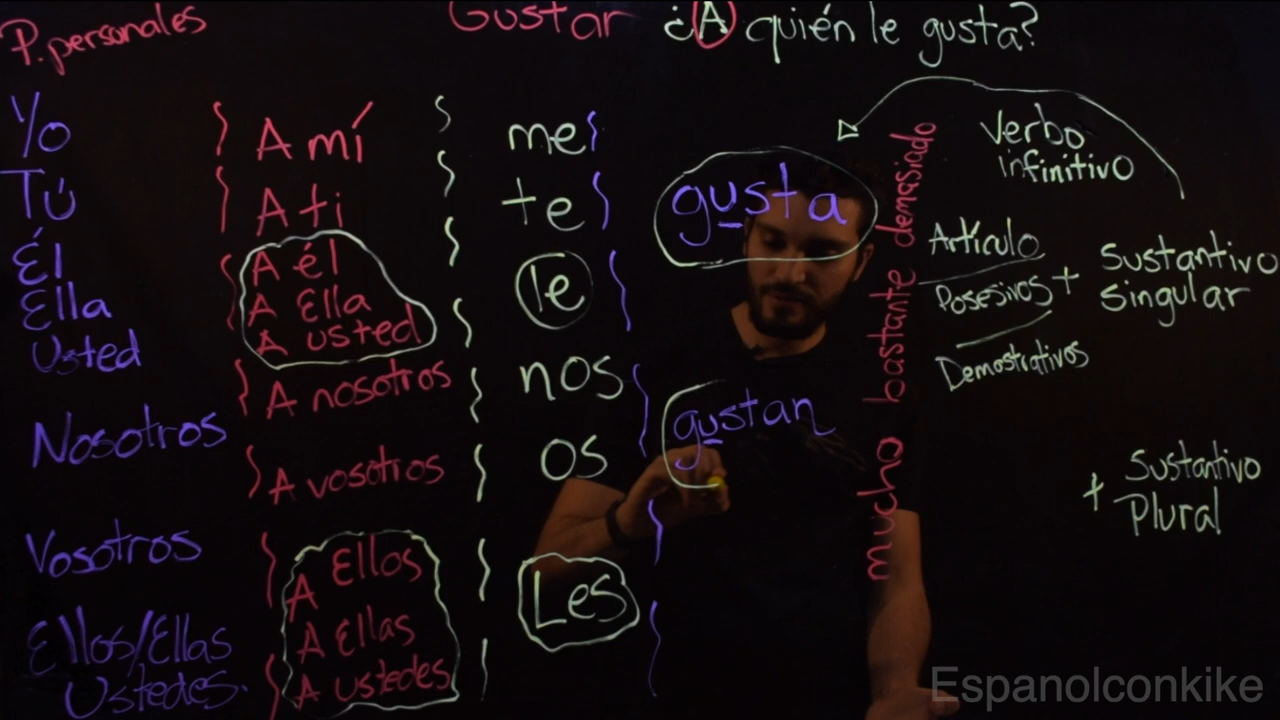 P. personales
Gustar
¿A quién le gusta?
Yo
Tú
Él
Ella
Usted
Nosotros
Vosotros
Ellos/Ellas
Ustedes.
A mí
A ti
A él
A Ella
A usted
A nosotros
A vosotros
A Ellos
A Ellas
A ustedes
me
te
le
nos
os
Les
gusta
gustan
mucho bastante demasiado
Verbo
infinitivo
Artículo
Posesivos +
Demostrativos
Sustantivo
Singular
+ Sustantivo
Plural
Espanolconkike